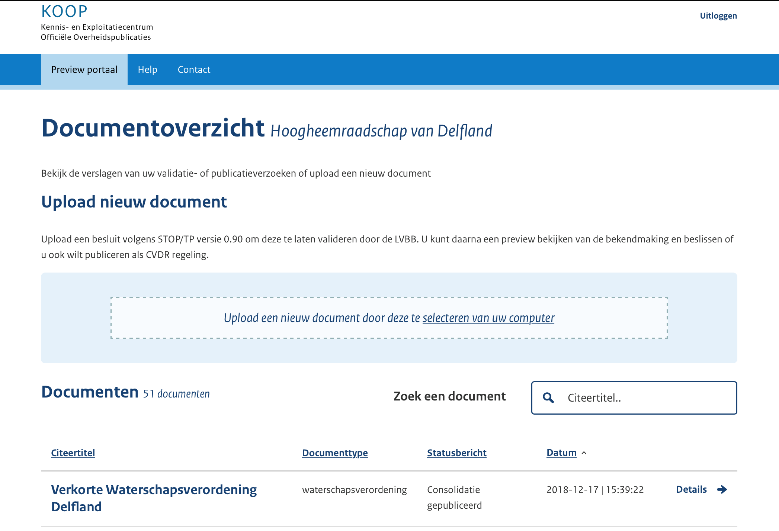 KOOP
Kennis- en Exploitatiecentrum
Officiële Overheidspublicaties
Uitloggen
Preview portaal
Help
Contact
Documentoverzicht Hoogheemraadschap van Delfland
Bekijk de verslagen van uw validatie- of publicatieverzoeken of upload een nieuw document
Upload nieuw document
Upload een besluit volgens STOP/TP versie 0.90 om deze te laten valideren door de LVBB. U kunt daarna een preview bekijken van de bekendmaking en beslissen of
u ook wilt publiceren als CVDR regeling.
Upload een nieuw document door deze te selecteren van uw computer
Documenten 51 documenten
Zoek een document
Citeertitel..
Citeertitel
Documenttype
Statusbericht
Datum
Verkorte Waterschapsverordening
Delfland
waterschapsverordening
Consolidatie
gepubliceerd
2018-12-17 | 15:39:22
Details